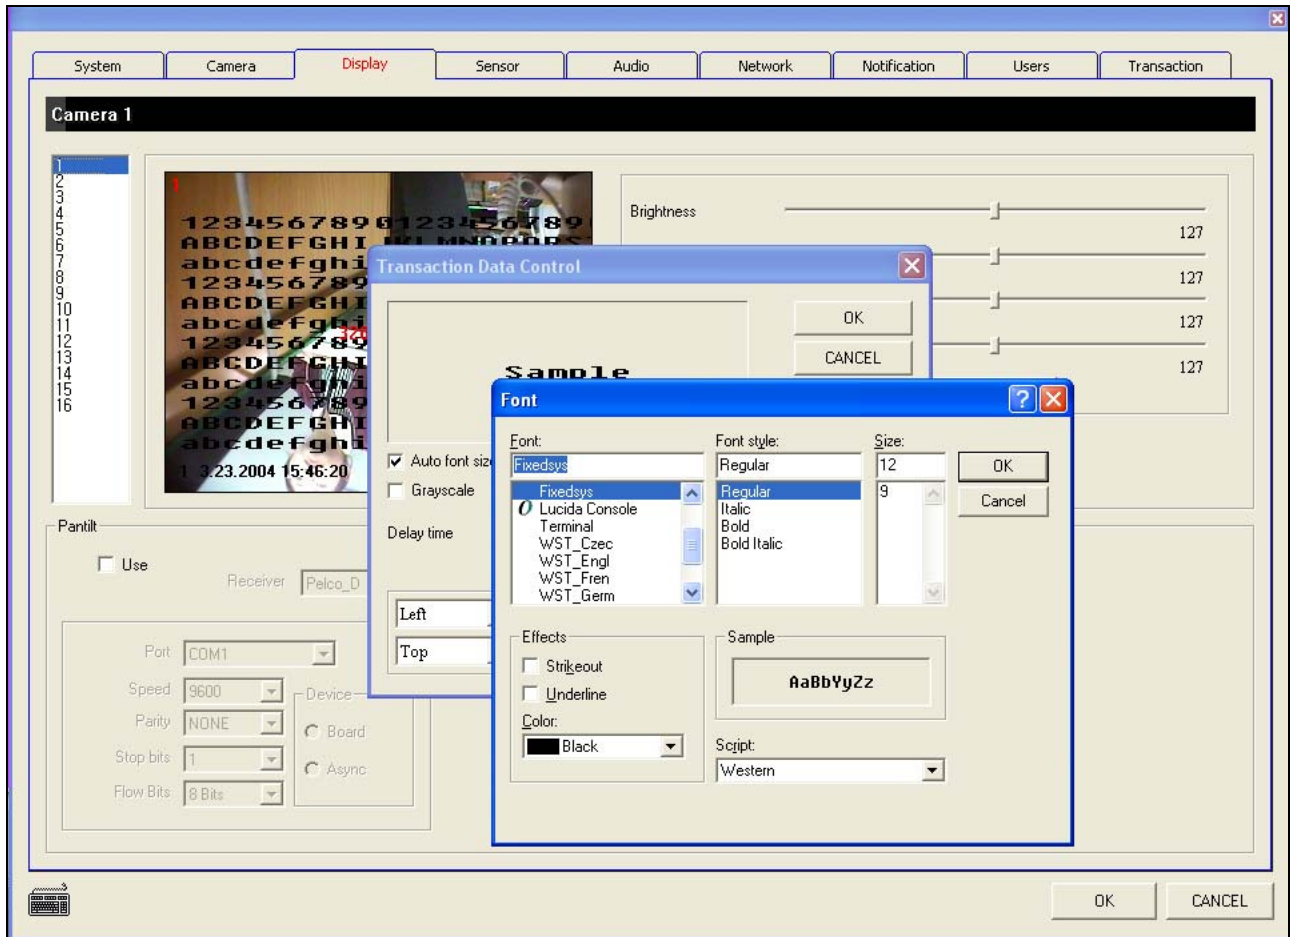 System Camera Display Sensor Audio Network Notification Users Transaction
Camera 1
1
2
3
4
5
6
7
8
9
10
11
12
13
14
15
16
1
1234567890123456789
ABCDEFGHI JKLMNOPQRS
abcdefghi
123456789
ABCDEFGHI
abcdefghi
123456789
ABCDEFGHI
abcdefghi
123456789
ABCDEFGHI
abcdefghi
1 3.23.2004 15:46:20
Brightness
127
127
127
127
Transaction Data Control
OK
CANCEL
Sample
Auto font size
Grayscale
Delay time
Left
Top
Font
Font: Font style: Size:
Fixedsys Regular 12
OK
Cancel
Fixedsys
Lucida Console
Terminal
WST_Czec
WST_Engl
WST_Fren
WST_Germ
Regular
Italic
Bold
Bold Italic
9
Effects
Strikeout
Underline
Color:
Black
Sample
AaBbYyZz
Script:
Western
Pantilt
Use
Receiver Pelco_D
Port COM1
Speed 9600
Parity NONE
Stop bits 1
Flow Bits 8 Bits
Device
Board
Async
OK CANCEL